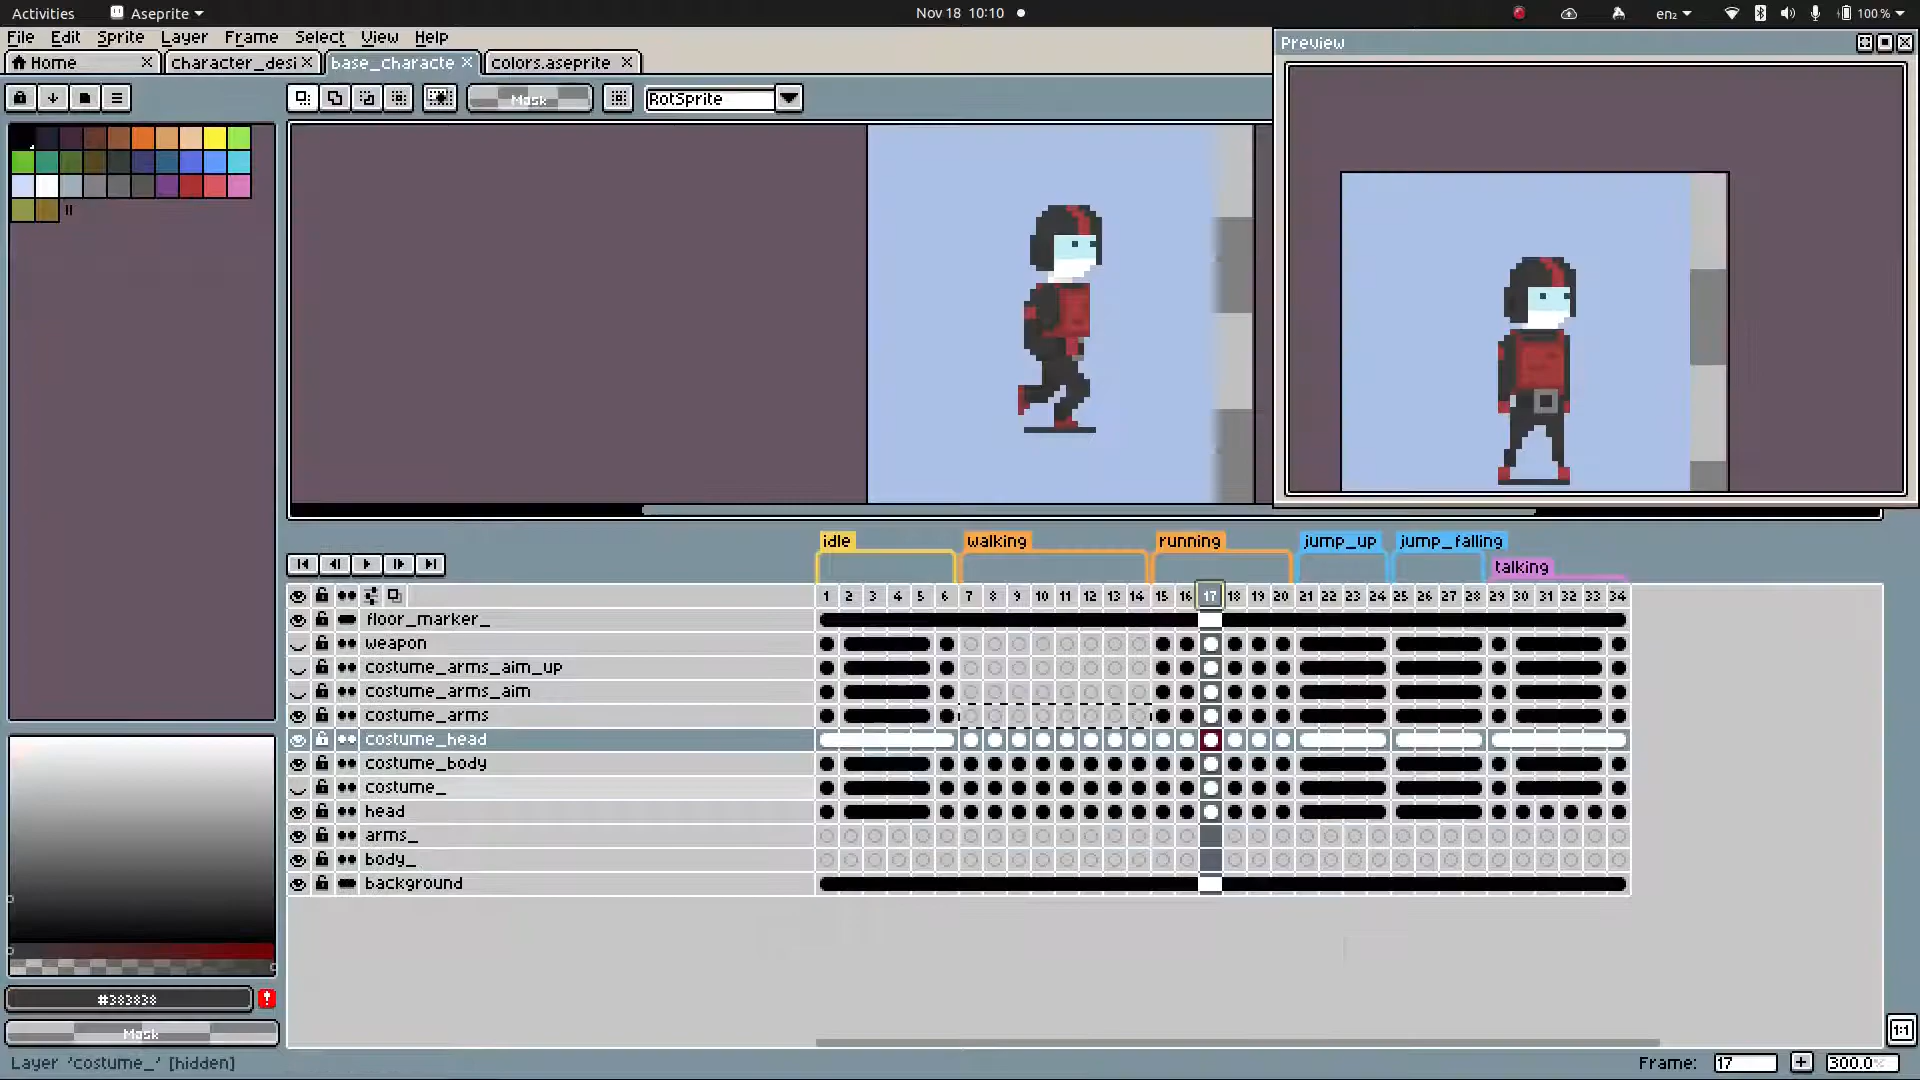 Activities Aseprite Nov 18 10:10 en₂ 100 %
File Edit Sprite Layer Frame Select View Help
Preview
Home character_desi base_characte colors.aseprite
Mask RotSprite
idle walking running jump_up jump_falling
talking
1 2 3 4 5 6 7 8 9 10 11 12 13 14 15 16 17 18 19 20 21 22 23 24 25 26 27 28 29 30 31 32 33 34
floor_marker_
weapon
costume_arms_aim_up
costume_arms_aim
costume_arms
costume_head
costume_body
costume_
head
arms_
body_
background
#383838 !
Mask 1:1
Layer 'costume_' [hidden] Frame: 17 + 300.0